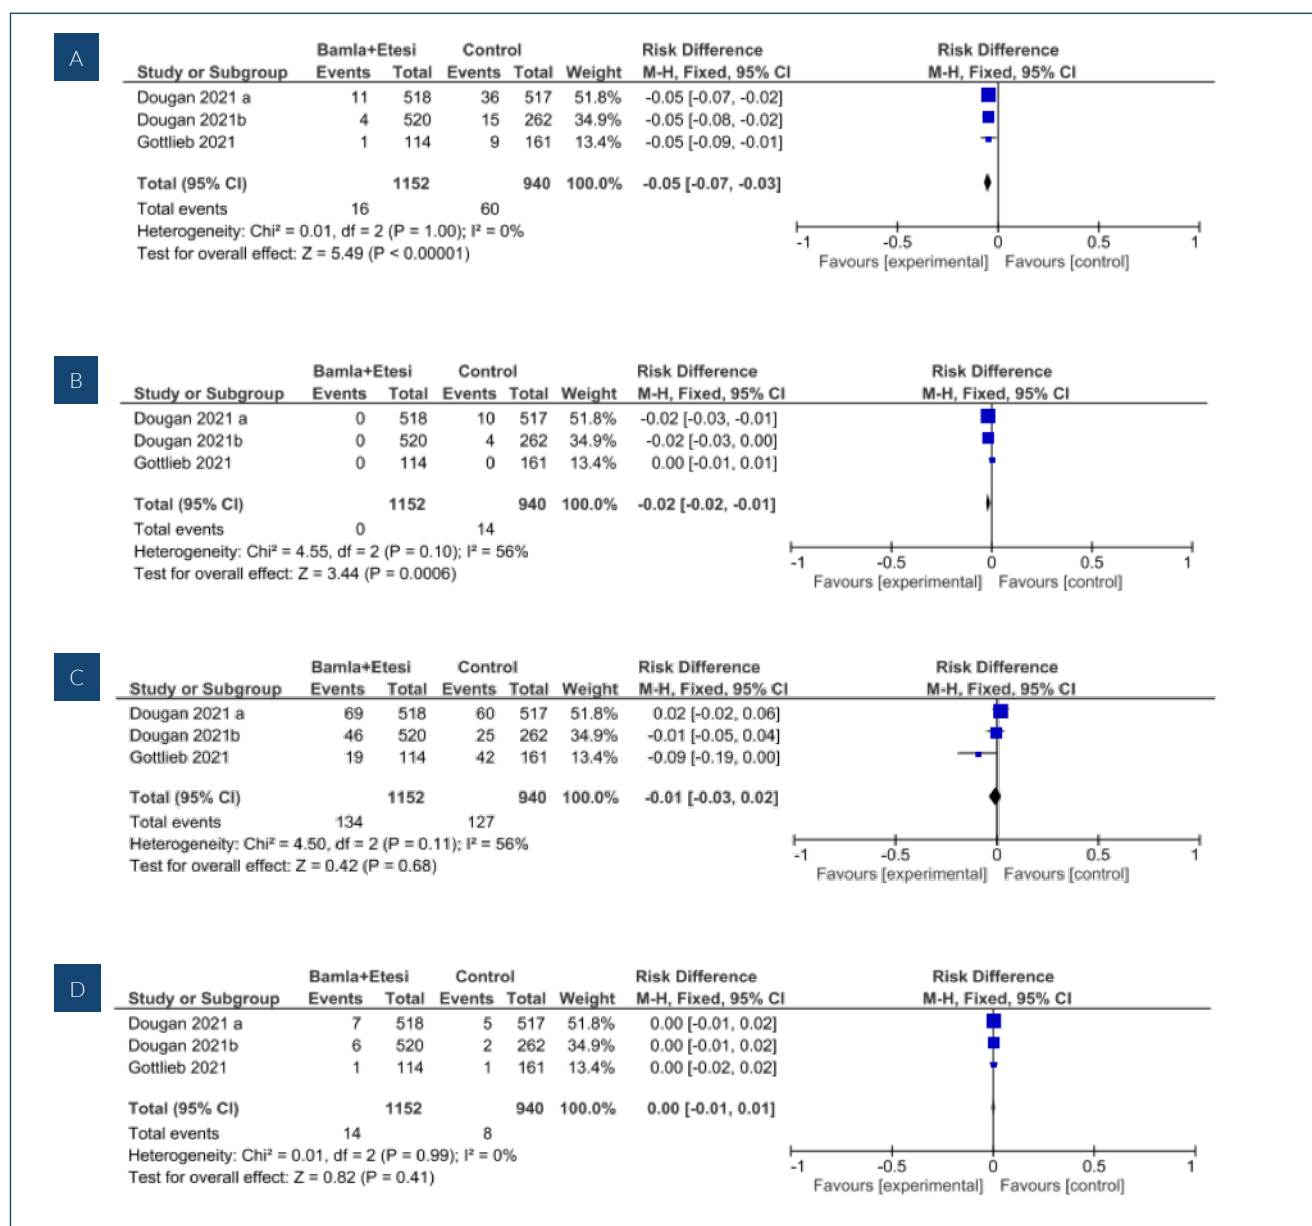 A
Bamla+Etesi Control Risk Difference Risk Difference
Study or Subgroup Events Total Events Total Weight M-H, Fixed, 95% CI M-H, Fixed, 95% CI
Dougan 2021 a 11 518 36 517 51.8% -0.05 [-0.07, -0.02]
Dougan 2021b 4 520 15 262 34.9% -0.05 [-0.08, -0.02]
Gottlieb 2021 1 114 9 161 13.4% -0.05 [-0.09, -0.01]
Total (95% CI) 1152 940 100.0% -0.05 [-0.07, -0.03]
Total events 16 60
Heterogeneity: Chi² = 0.01, df = 2 (P = 1.00); I² = 0%
Test for overall effect: Z = 5.49 (P < 0.00001)
-1 -0.5 0 0.5 1
Favours [experimental] Favours [control]
B
Bamla+Etesi Control Risk Difference Risk Difference
Study or Subgroup Events Total Events Total Weight M-H, Fixed, 95% CI M-H, Fixed, 95% CI
Dougan 2021 a 0 518 10 517 51.8% -0.02 [-0.03, -0.01]
Dougan 2021b 0 520 4 262 34.9% -0.02 [-0.03, 0.00]
Gottlieb 2021 0 114 0 161 13.4% 0.00 [-0.01, 0.01]
Total (95% CI) 1152 940 100.0% -0.02 [-0.02, -0.01]
Total events 0 14
Heterogeneity: Chi² = 4.55, df = 2 (P = 0.10); I² = 56%
Test for overall effect: Z = 3.44 (P = 0.0006)
-1 -0.5 0 0.5 1
Favours [experimental] Favours [control]
C
Bamla+Etesi Control Risk Difference Risk Difference
Study or Subgroup Events Total Events Total Weight M-H, Fixed, 95% CI M-H, Fixed, 95% CI
Dougan 2021 a 69 518 60 517 51.8% 0.02 [-0.02, 0.06]
Dougan 2021b 46 520 25 262 34.9% -0.01 [-0.05, 0.04]
Gottlieb 2021 19 114 42 161 13.4% -0.09 [-0.19, 0.00]
Total (95% CI) 1152 940 100.0% -0.01 [-0.03, 0.02]
Total events 134 127
Heterogeneity: Chi² = 4.50, df = 2 (P = 0.11); I² = 56%
Test for overall effect: Z = 0.42 (P = 0.68)
-1 -0.5 0 0.5 1
Favours [experimental] Favours [control]
D
Bamla+Etesi Control Risk Difference Risk Difference
Study or Subgroup Events Total Events Total Weight M-H, Fixed, 95% CI M-H, Fixed, 95% CI
Dougan 2021 a 7 518 5 517 51.8% 0.00 [-0.01, 0.02]
Dougan 2021b 6 520 2 262 34.9% 0.00 [-0.01, 0.02]
Gottlieb 2021 1 114 1 161 13.4% 0.00 [-0.02, 0.02]
Total (95% CI) 1152 940 100.0% 0.00 [-0.01, 0.01]
Total events 14 8
Heterogeneity: Chi² = 0.01, df = 2 (P = 0.99); I² = 0%
Test for overall effect: Z = 0.82 (P = 0.41)
-1 -0.5 0 0.5 1
Favours [experimental] Favours [control]